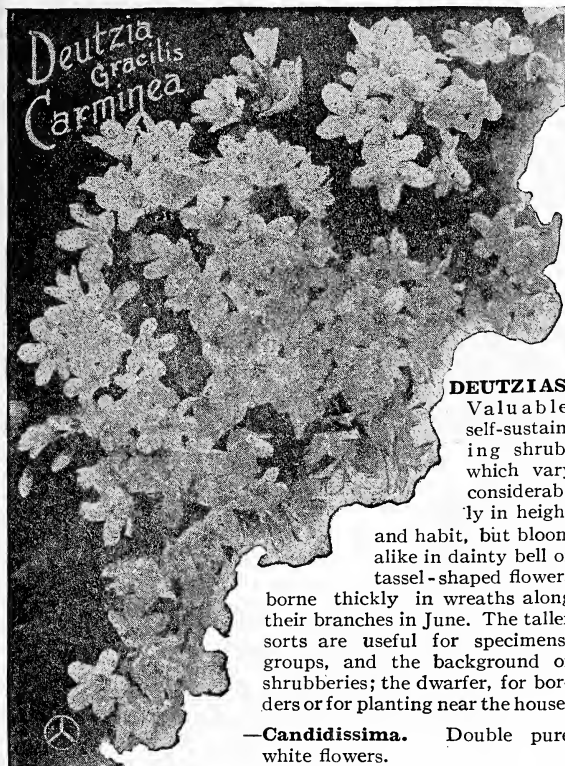 Deutzia
Gracilis
Carminea
DEUTZIAS
Valuable
self-sustain
ing shrub
which vary
considerab
ly in heigh
and habit, but bloom
alike in dainty bell o
tassel-shaped flower
borne thickly in wreaths along
their branches in June. The taller
sorts are useful for specimens
groups, and the background o
shrubberies; the dwarfer, for bor-
ders or for planting near the house
—Candidissima. Double pure
white flowers.